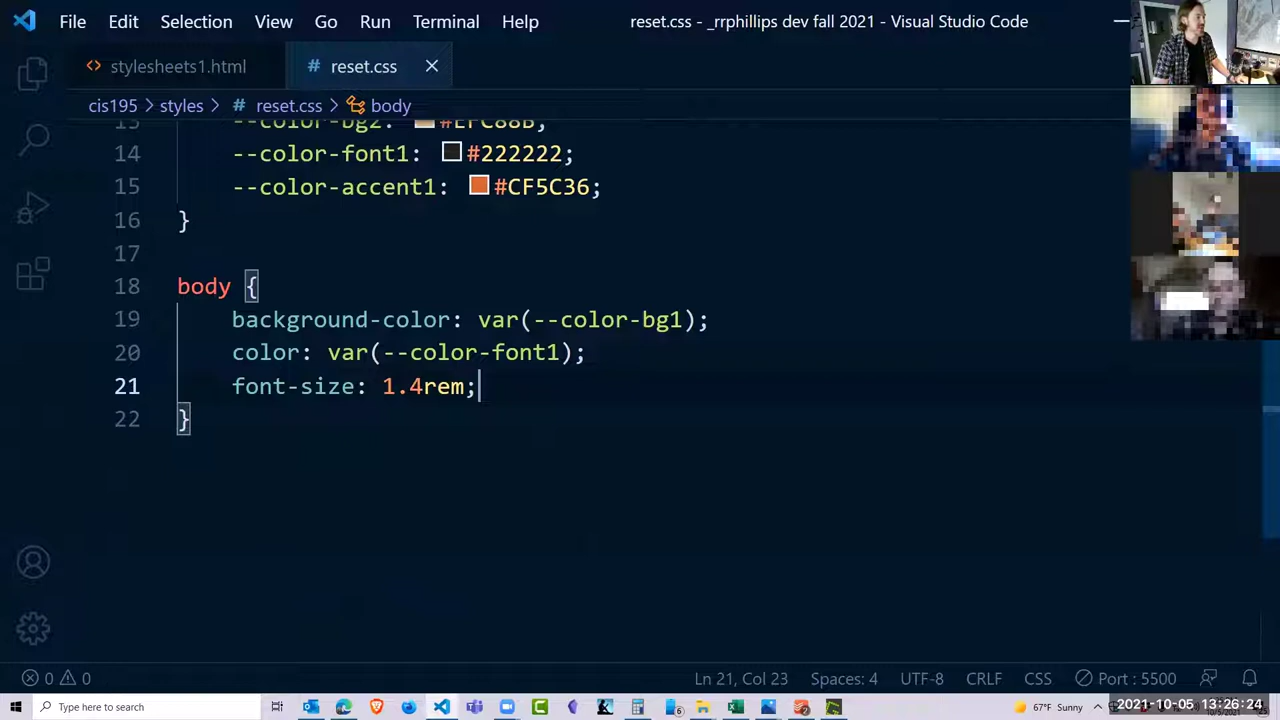 File Edit Selection View Go Run Terminal Help reset.css - _rrphillips dev fall 2021 - Visual Studio Code
<> stylesheets1.html # reset.css
cis195 > styles > # reset.css > body
13 --color-bg2: #EFC88B;
14 --color-font1: #222222;
15 --color-accent1: #CF5C36;
16 }
17
18 body {
19 background-color: var(--color-bg1);
20 color: var(--color-font1);
21 font-size: 1.4rem;
22 }
0 0 Ln 21, Col 23 Spaces: 4 UTF-8 CRLF CSS Port : 5500
Type here to search 67°F Sunny 2021-10-05 13:26:24